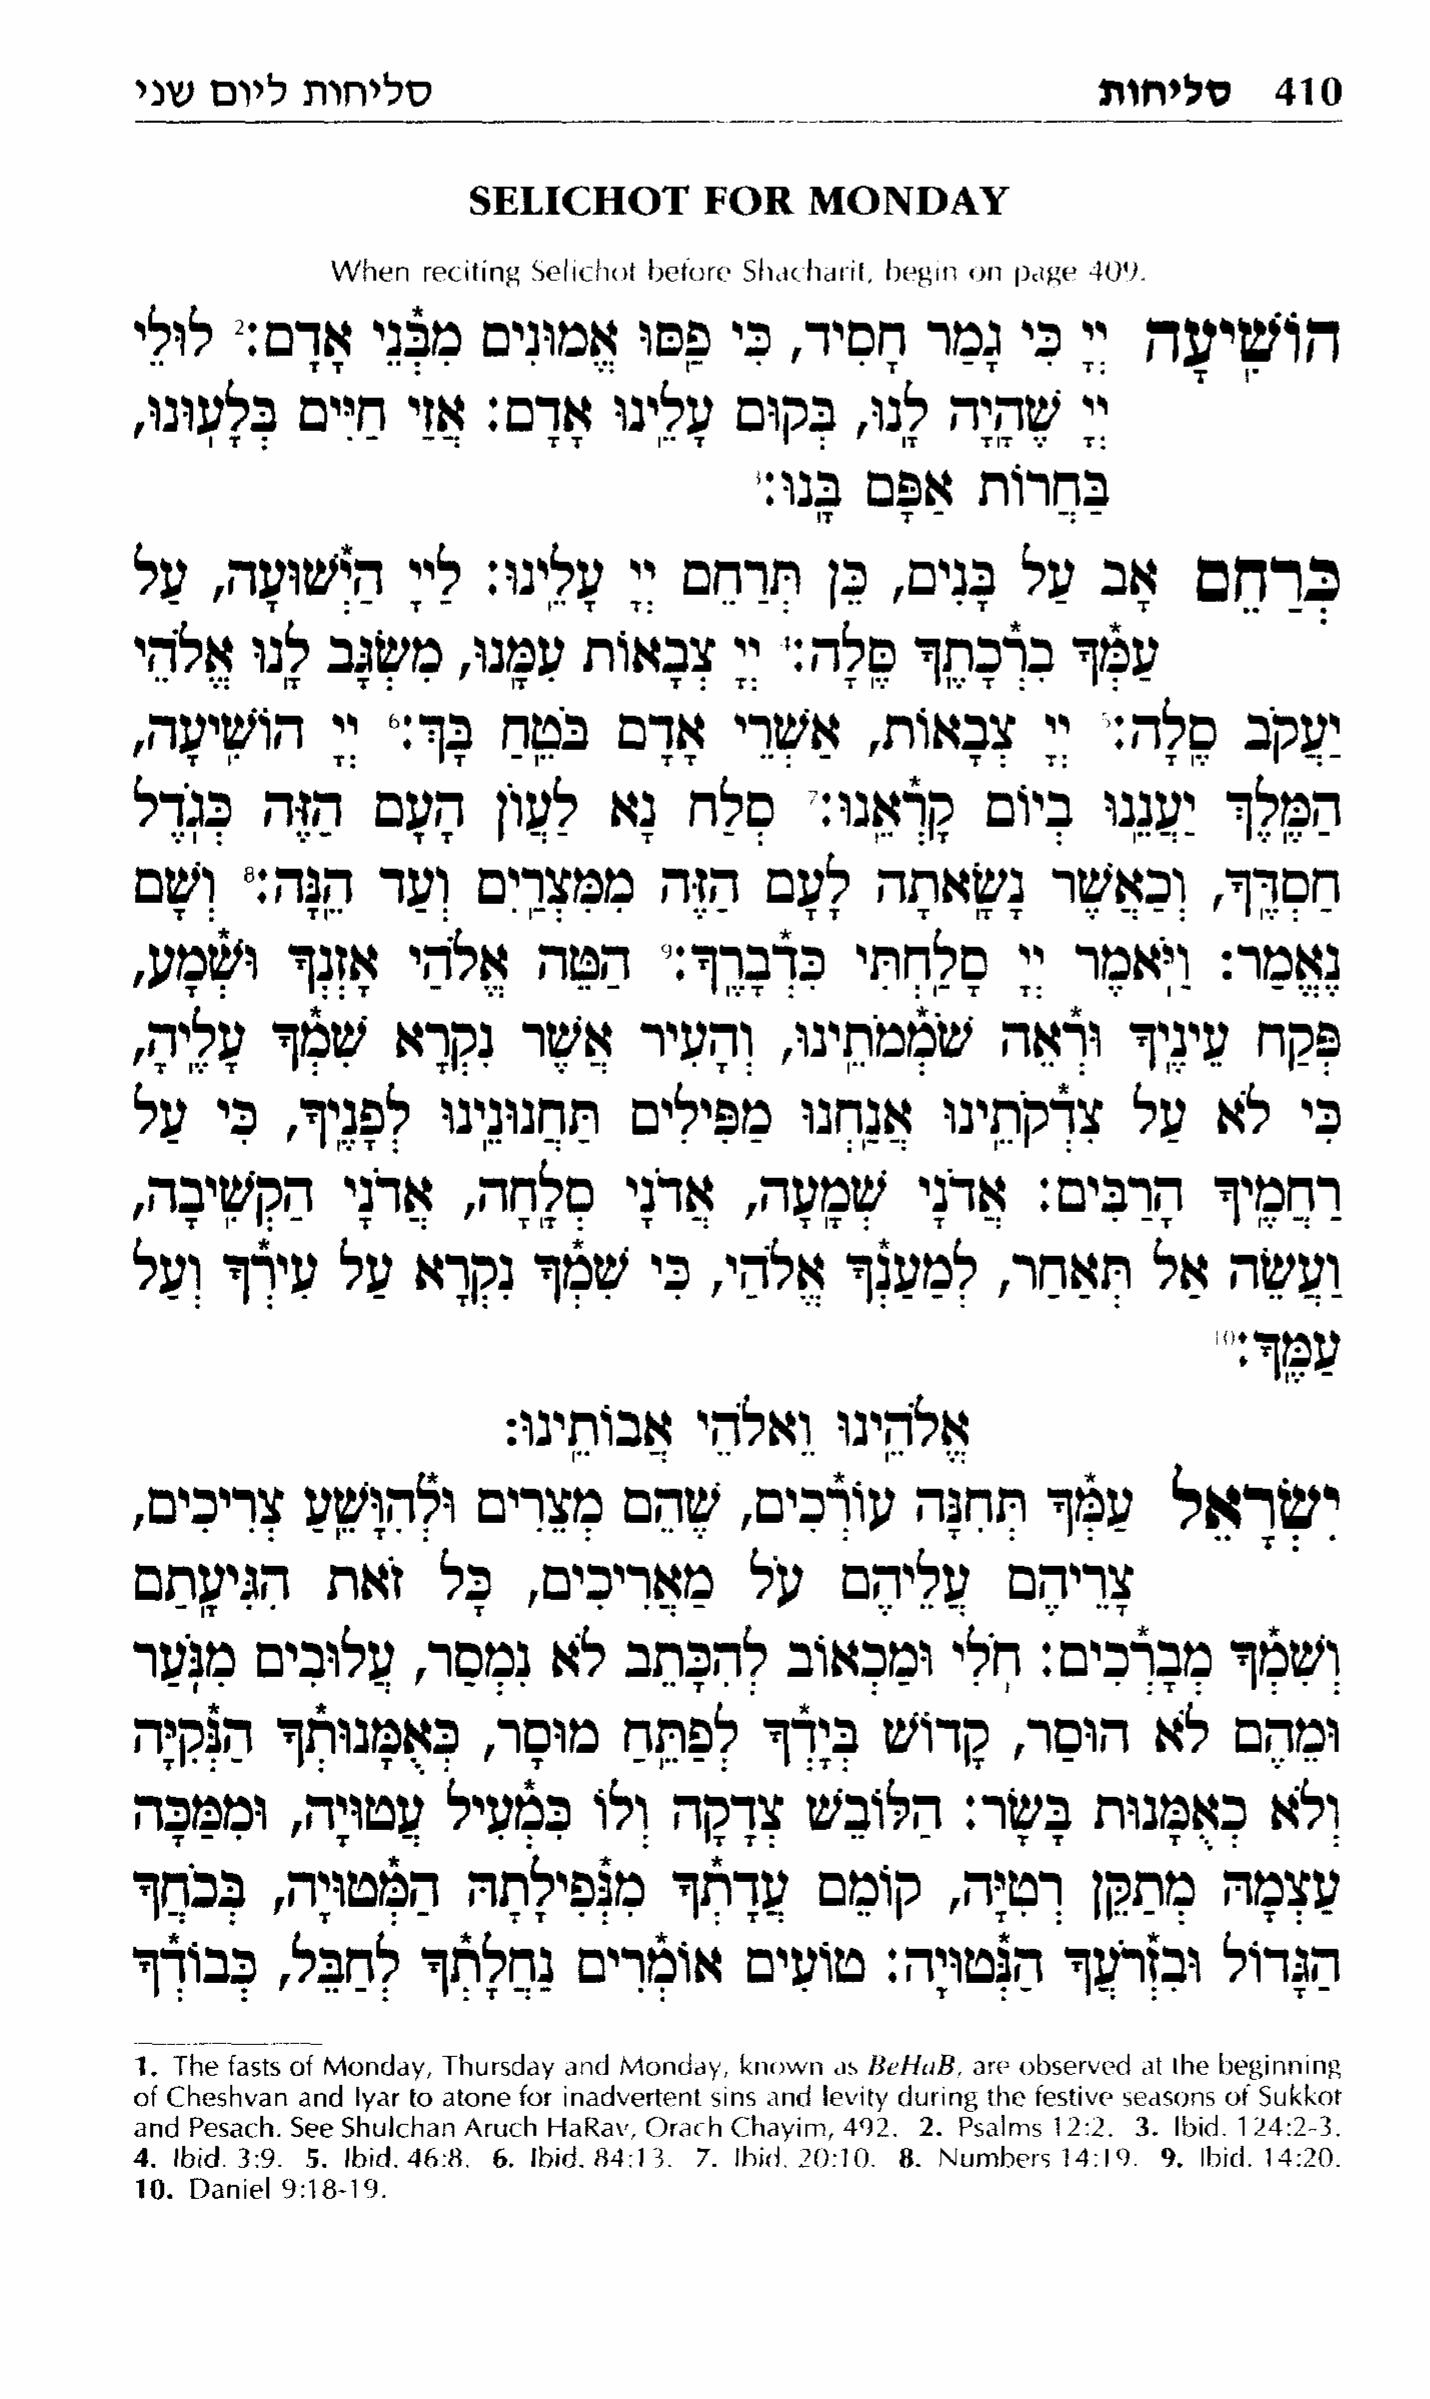 410 סליחות סליחות ליום שני
SELICHOT FOR MONDAY
When reciting Selichot before Shacharit, begin on page 409.
הוֹשִׁיעָה יְיָ כִּי גָמַר חָסִיד, כִּי פַסּוּ אֱמוּנִים מִבְּנֵי אָדָם:² לוּלֵי
יְיָ שֶׁהָיָה לָנוּ, בְּקוּם עָלֵינוּ אָדָם: אֲזַי חַיִּים בְּלָעוּנוּ,
בַּחֲרוֹת אַפָּם בָּנוּ:³
כְּרַחֵם אָב עַל בָּנִים, כֵּן תְּרַחֵם יְיָ עָלֵינוּ: לַייָ הַיְשׁוּעָה, עַל
עַמְּךָ בִרְכָתֶךָ סֶּלָה:⁴ יְיָ צְבָאוֹת עִמָּנוּ, מִשְׂגָּב לָנוּ אֱלֹהֵי
יַעֲקֹב סֶלָה:⁵ יְיָ צְבָאוֹת, אַשְׁרֵי אָדָם בֹּטֵחַ בָּךְ:⁶ יְיָ הוֹשִׁיעָה,
הַמֶּלֶךְ יַעֲנֵנוּ בְיוֹם קָרְאֵנוּ:⁷ סְלַח נָא לַעֲוֹן הָעָם הַזֶּה כְּגֹדֶל
חַסְדֶּךָ, וְכַאֲשֶׁר נָשָׂאתָה לָעָם הַזֶּה מִמִּצְרַיִם וְעַד הֵנָּה:⁸ וְשָׁם
נֶאֱמַר: וַיֹּאמֶר יְיָ סָלַחְתִּי כִּדְבָרֶךָ:⁹ הַטֵּה אֱלֹהַי אָזְנְךָ וּשְׁמָע,
פְּקַח עֵינֶיךָ וּרְאֵה שֹׁמְמֹתֵינוּ, וְהָעִיר אֲשֶׁר נִקְרָא שִׁמְךָ עָלֶיהָ,
כִּי לֹא עַל צִדְקֹתֵינוּ אֲנַחְנוּ מַפִּילִים תַּחֲנוּנֵינוּ לְפָנֶיךָ, כִּי עַל
רַחֲמֶיךָ הָרַבִּים: אֲדֹנָי שְׁמָעָה, אֲדֹנָי סְלָחָה, אֲדֹנָי הַקְשִׁיבָה,
וַעֲשֵׂה אַל תְּאַחַר, לְמַעַנְךָ אֱלֹהַי, כִּי שִׁמְךָ נִקְרָא עַל עִירְךָ וְעַל
עַמֶּךָ:¹⁰
אֱלֹהֵינוּ וֵאלֹהֵי אֲבוֹתֵינוּ:
יִשְׂרָאֵל עַמְּךָ תְּחִנָּה עוֹרְכִים, שֶׁהֵם מְצֵרִים וּלְהִוָּשֵׁעַ צְרִיכִים,
צָרֵיהֶם עֲלֵיהֶם עֹל מַאֲרִיכִים, כָּל זֹאת הִגִּיעָתַם
וְשִׁמְךָ מְבָרְכִים: חֳלִי וּמַכְאוֹב לְהִכָּתֵב לֹא נִמְסַר, עֲלוּבִים מִנֹּעַר
וּמֵהֶם לֹא הוּסַר, קָדוֹשׁ בְּיָדְךָ לְפַתֵּחַ מוּסָר, כְּאֻמָּנוּתְךָ הַנְּקִיָּה
וְלֹא כְאֻמָּנוּת בָּשָׂר: הַלּוֹבֵשׁ צְדָקָה וְלוֹ כִּמְעִיל עֲטוּיָה, וּמִמַּכָּה
עַצְמָהּ מְתַקֵּן רְטִיָּה, קוֹמֵם עֲדָתְךָ מִנְּפִילָתָהּ הַמְּטוּיָה, בְּכֹחֲךָ
הַגָּדוֹל וּבִזְרֹעֲךָ הַנְּטוּיָה: טוֹעִים אוֹמְרִים נַחֲלָתְךָ לְחַבֵּל, כְּבוֹדְךָ
1. The fasts of Monday, Thursday and Monday, known as BeHaB, are observed at the beginning
of Cheshvan and Iyar to atone for inadvertent sins and levity during the festive seasons of Sukkot
and Pesach. See Shulchan Aruch HaRav, Orach Chayim, 492. 2. Psalms 12:2. 3. Ibid. 124:2-3.
4. Ibid. 3:9. 5. Ibid. 46:8. 6. Ibid. 84:13. 7. Ibid. 20:10. 8. Numbers 14:19. 9. Ibid. 14:20.
10. Daniel 9:18-19.